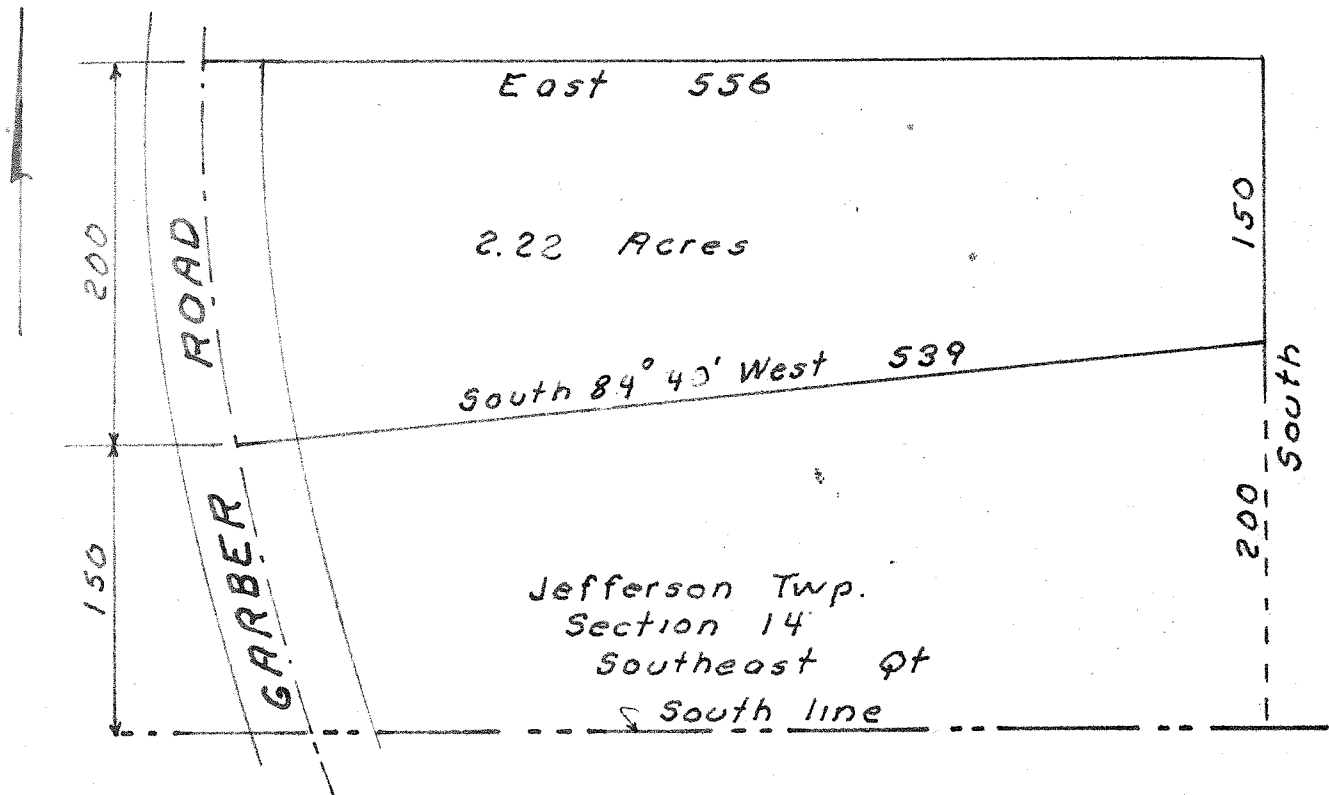 East 556
200
ROAD
2.22 Acres
150
South 84° 40' West 539
South
GARBER
150
200
Jefferson Twp.
Section 14
Southeast Qt
South line